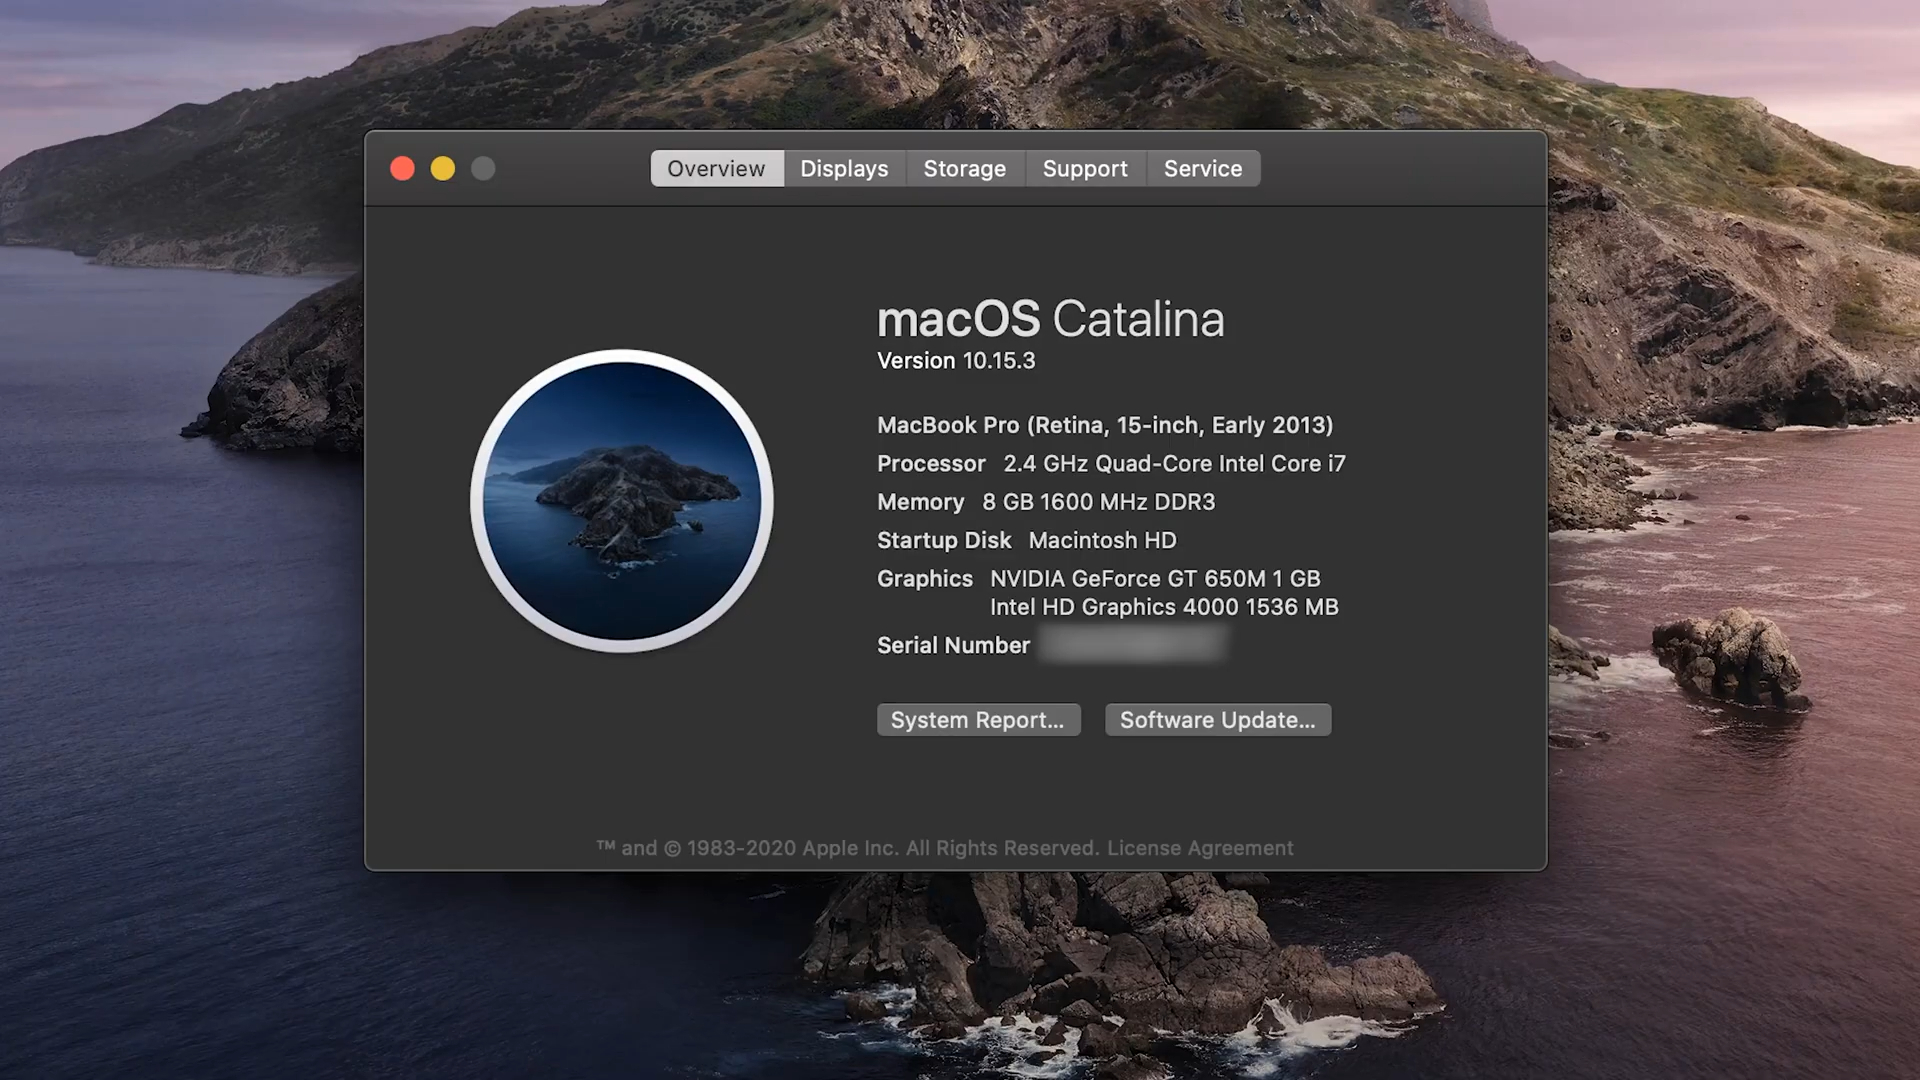 Overview Displays Storage Support Service
macOS Catalina
Version 10.15.3
MacBook Pro (Retina, 15-inch, Early 2013)
Processor 2.4 GHz Quad-Core Intel Core i7
Memory 8 GB 1600 MHz DDR3
Startup Disk Macintosh HD
Graphics NVIDIA GeForce GT 650M 1 GB
Intel HD Graphics 4000 1536 MB
Serial Number
System Report... Software Update...
™ and © 1983-2020 Apple Inc. All Rights Reserved. License Agreement